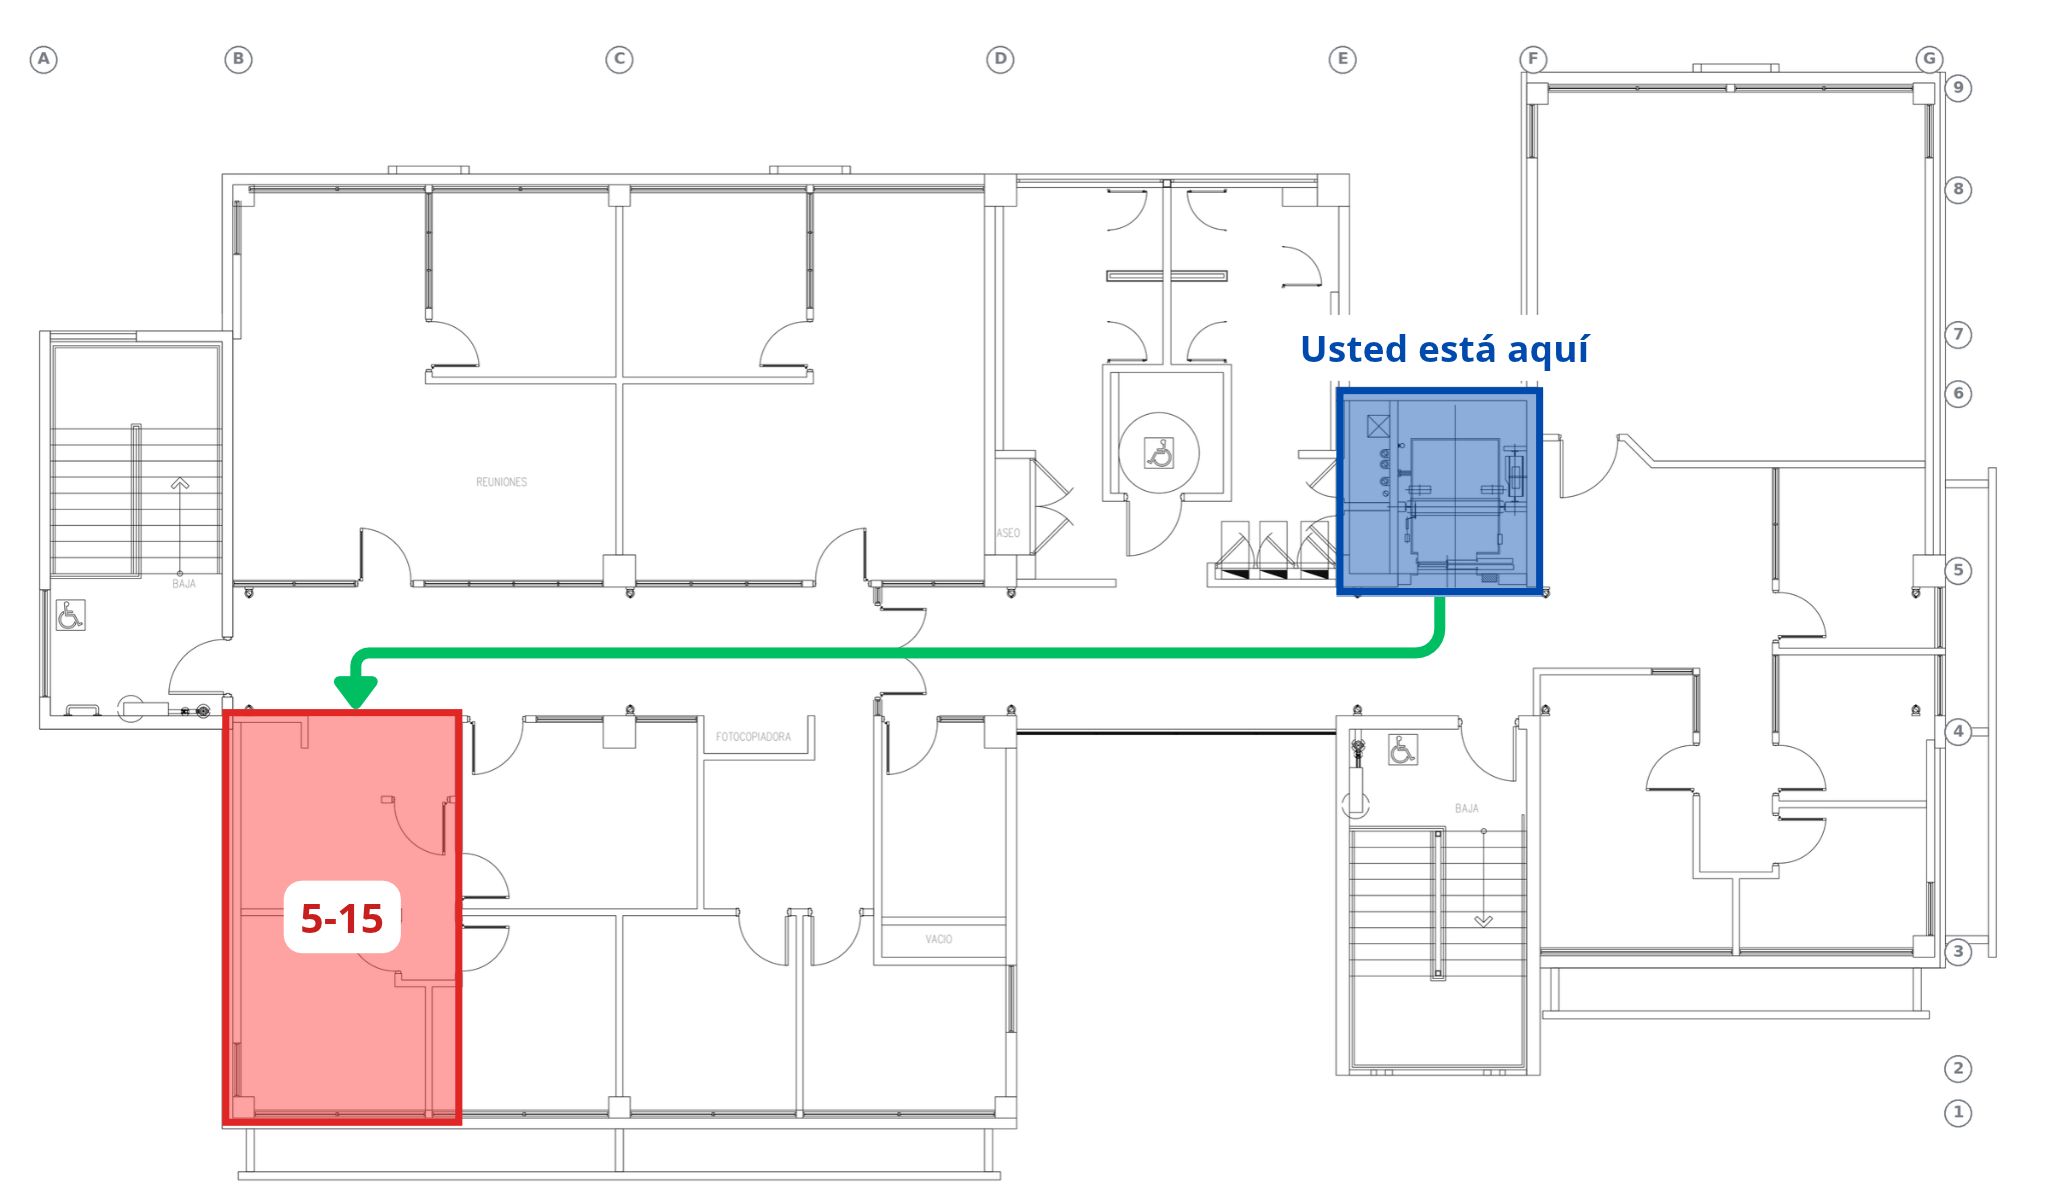 A B C D E F G
9
8
7
Usted está aquí
6
REUNIONES
ASEO
5
BAJA
4
FOTOCOPIADORA
BAJA
5-15
VACIO
3
2
1